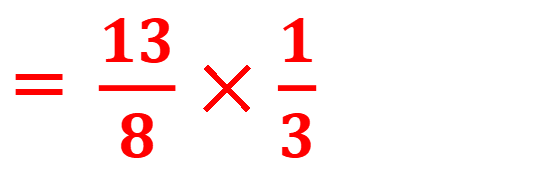 = 13/8 × 1/3